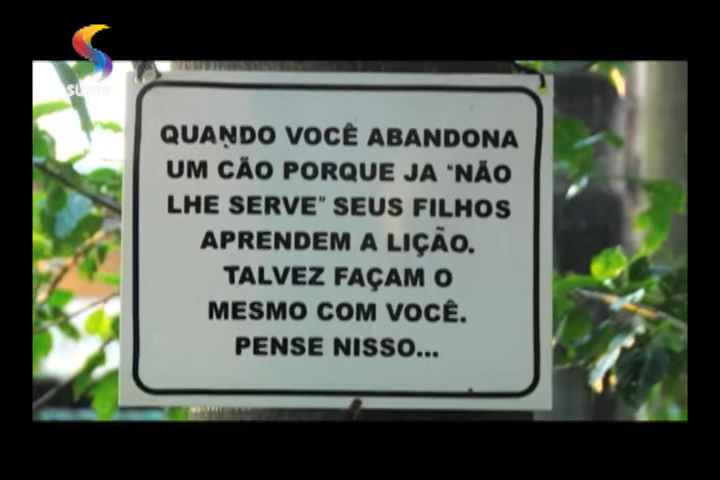 SUPER
QUANDO VOCÊ ABANDONA
UM CÃO PORQUE JA "NÃO
LHE SERVE" SEUS FILHOS
APRENDEM A LIÇÃO.
TALVEZ FAÇAM O
MESMO COM VOCÊ.
PENSE NISSO...